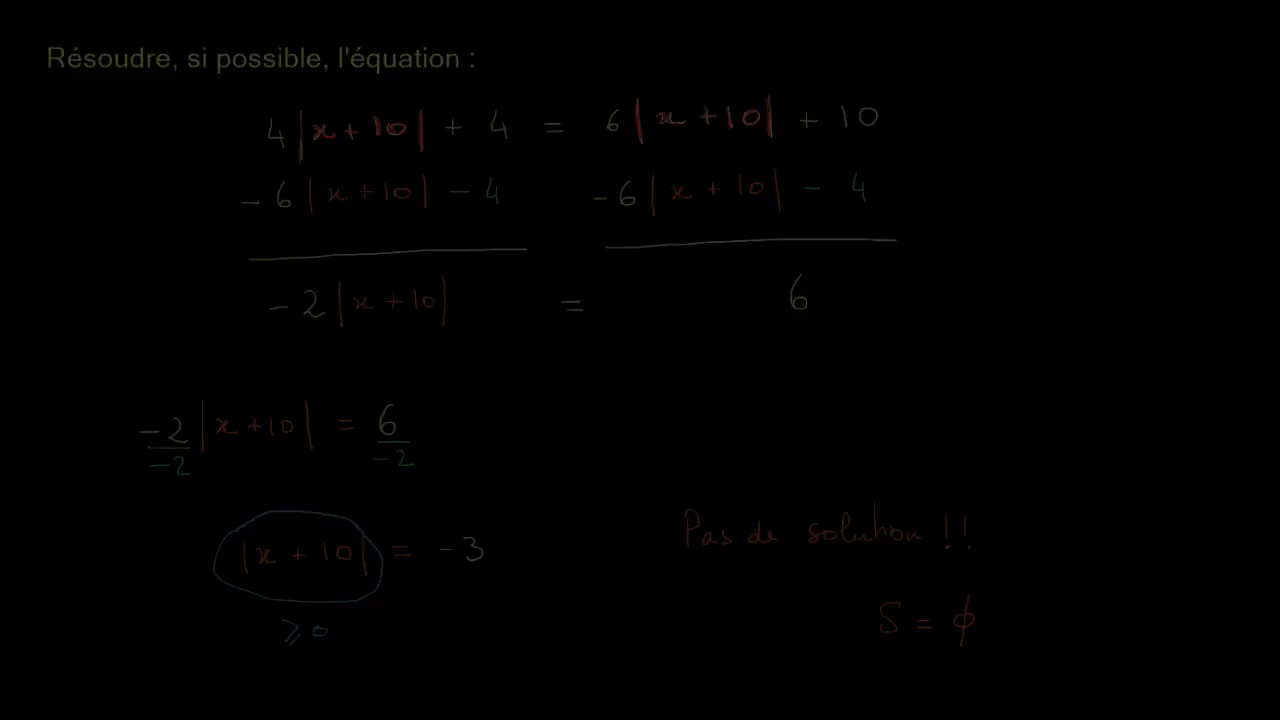 Résoudre, si possible, l'équation :
4|x+10| + 4 = 6|x+10| + 10
-6|x+10| - 4 -6|x+10| - 4
-2|x+10| = 6
-2|x+10| = 6
-2 -2
|x+10| = -3
Pas de solution !!
⩾0
S = ϕ